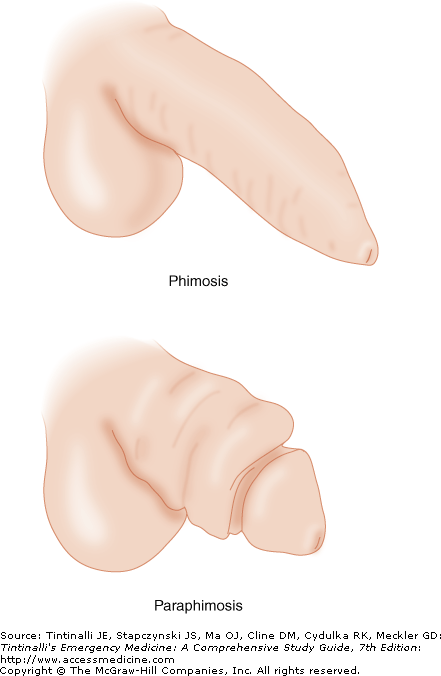 Phimosis
Paraphimosis
Source: Tintinalli JE, Stapczynski JS, Ma OJ, Cline DM, Cydulka RK, Meckler GD:
Tintinalli's Emergency Medicine: A Comprehensive Study Guide, 7th Edition:
http://www.accessmedicine.com
Copyright © The McGraw-Hill Companies, Inc. All rights reserved.